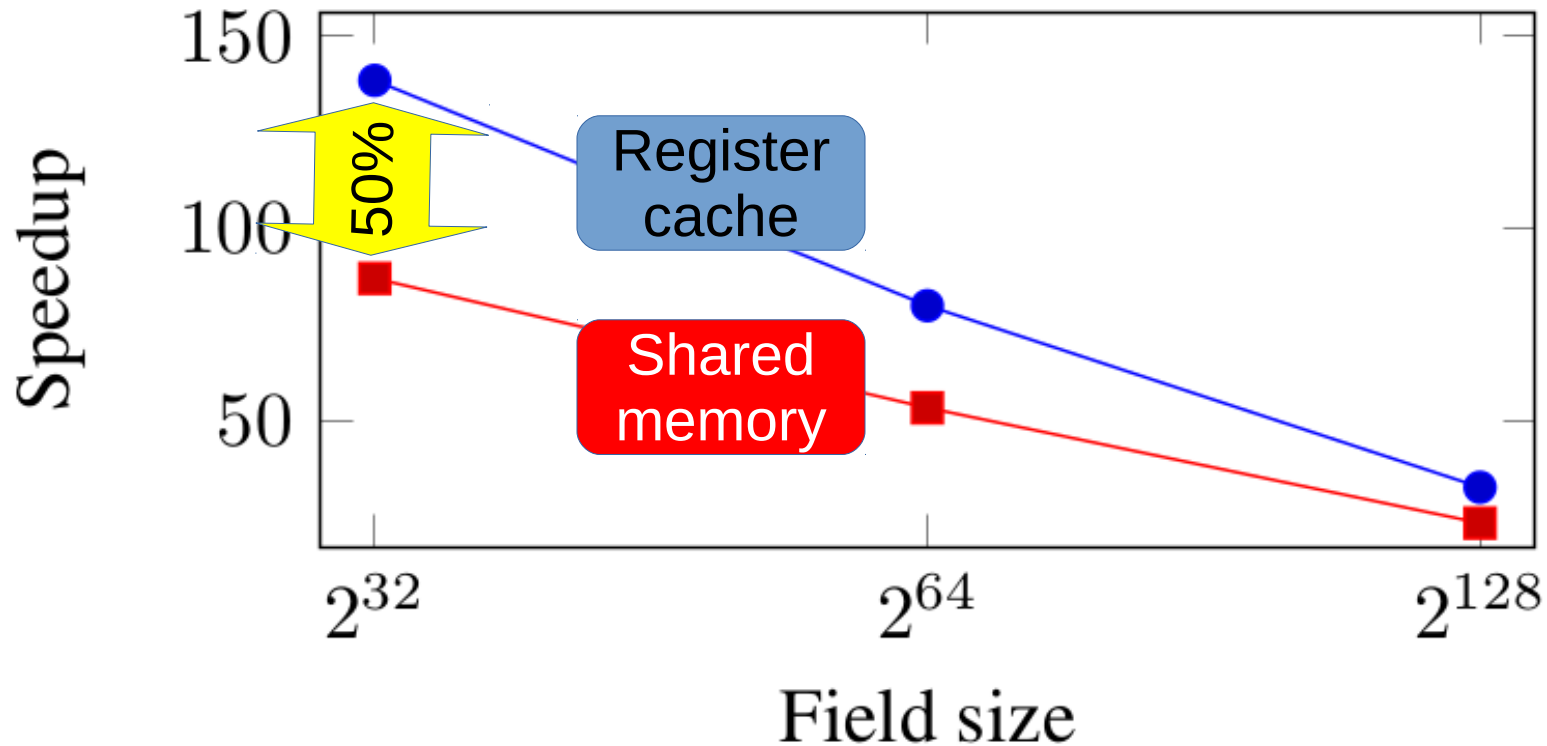 150
100
50
Speedup
50%
Register
cache
Shared
memory
2^32
2^64
2^128
Field size